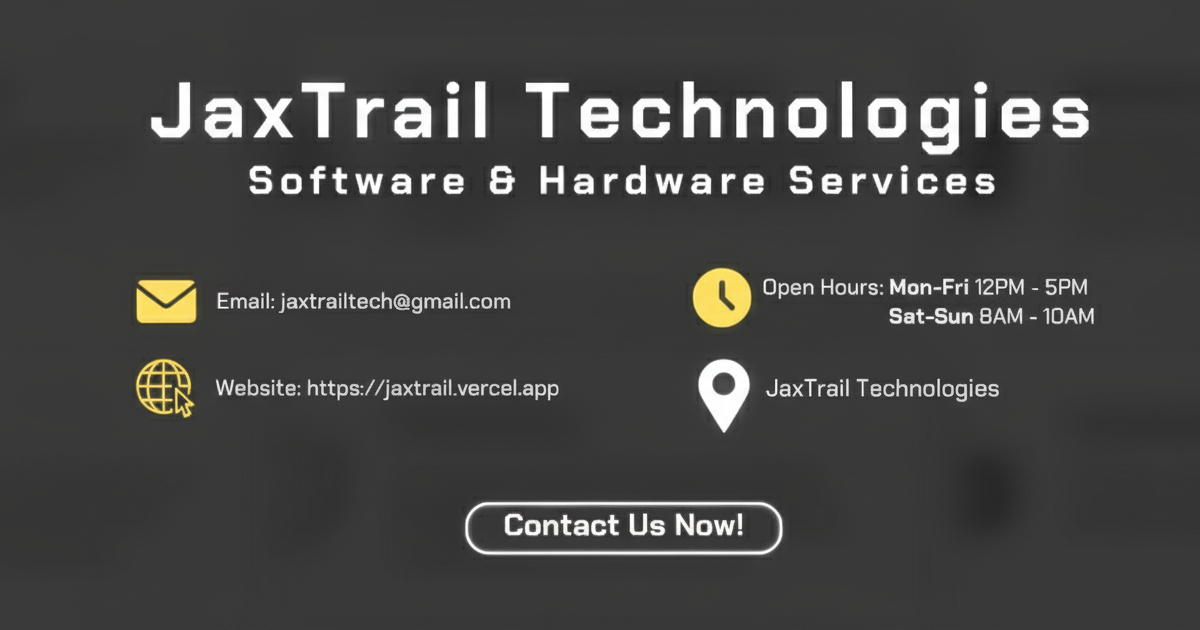 JaxTrail Technologies
Software & Hardware Services
Email: jaxtrailtech@gmail.com
Open Hours: Mon-Fri 12PM - 5PM
Sat-Sun 8AM - 10AM
Website: https://jaxtrail.vercel.app
JaxTrail Technologies
Contact Us Now!